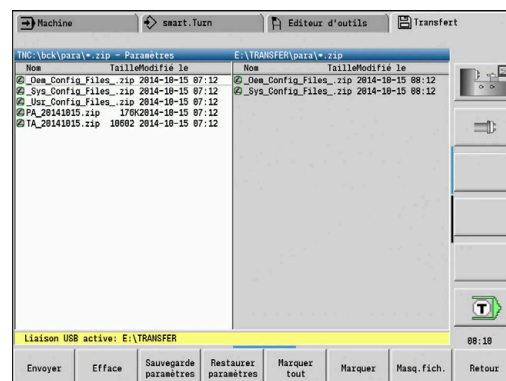 Machine
smart.Turn
Editeur d'outils
Transfert
TNC:\bck\para\*.zip - Paramètres
E:\TRANSFER\para\*.zip
Nom TailleModifié le
Nom TailleModifié le
_Oem_Config_Files_.zip 2014-10-15 07:12
_Oem_Config_Files_.zip 2014-10-15 08:12
_Sys_Config_Files_.zip 2014-10-15 07:12
_Sys_Config_Files_.zip 2014-10-15 08:12
_Usr_Config_Files_.zip 2014-10-15 07:12
PA_20141015.zip 176K2014-10-15 07:12
TA_20141015.zip 10602 2014-10-15 07:12
T
Liaison USB active: E:\TRANSFER
08:10
Envoyer
Efface
Sauvegarde paramètres
Restaurer paramètres
Marquer tout
Marquer
Masq.fich.
Retour